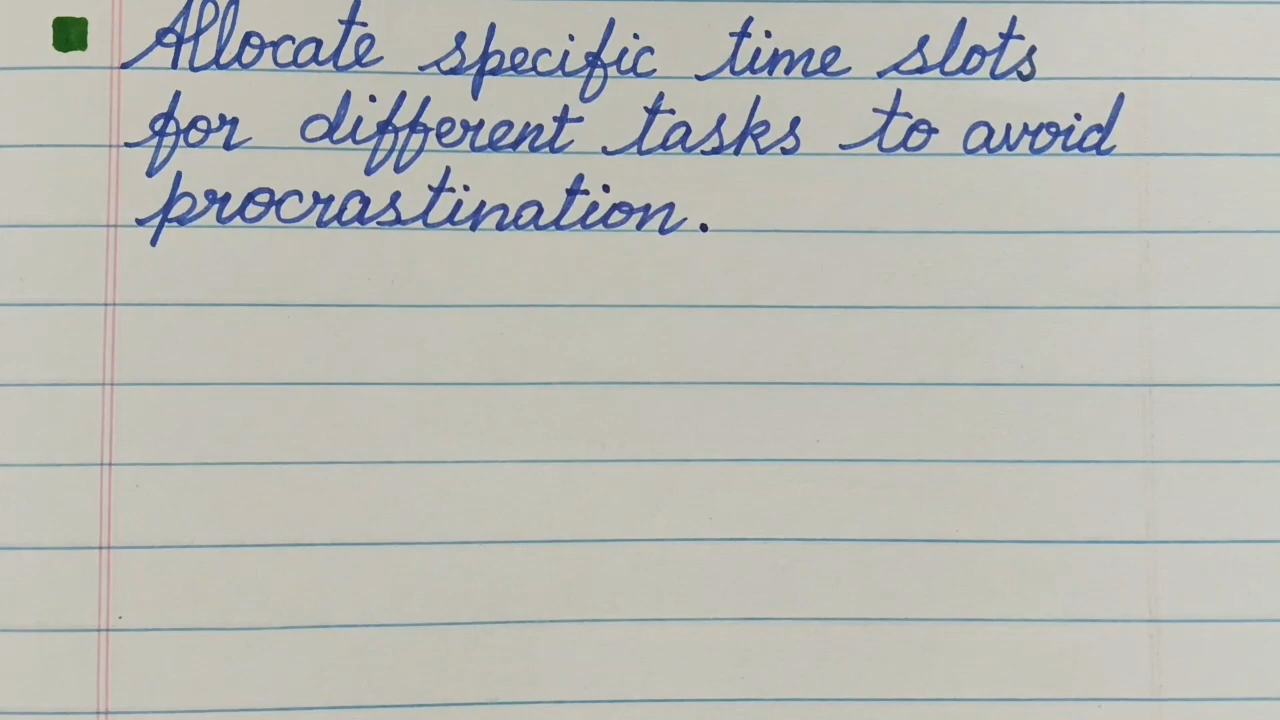 Allocate specific time slots
for different tasks to avoid
procrastination.